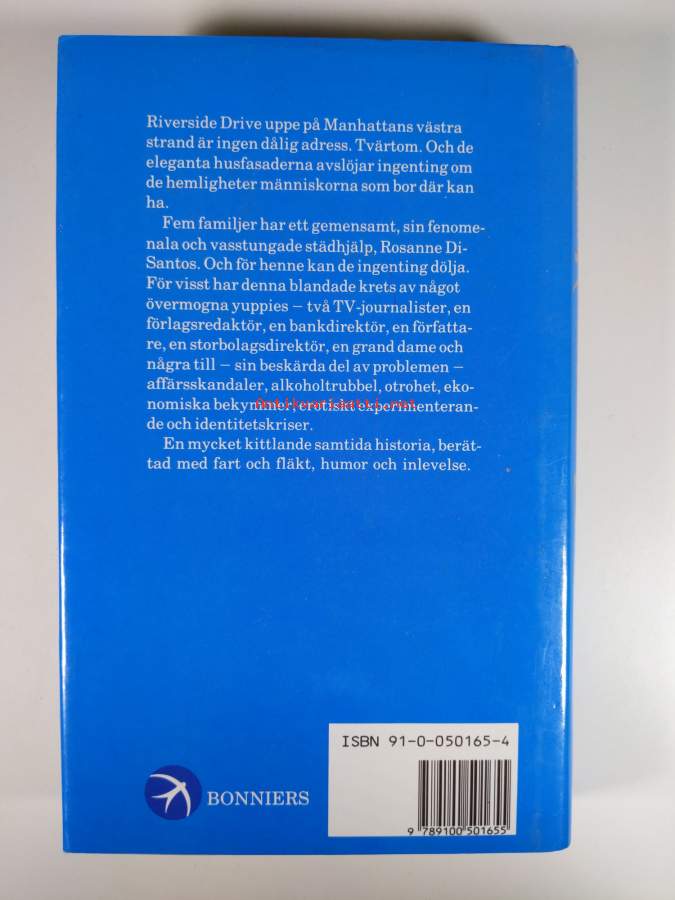 Riverside Drive uppe på Manhattans västra
strand är ingen dålig adress. Tvärtom. Och de
eleganta husfasaderna avslöjar ingenting om
de hemligheter människorna som bor där kan
ha.
Fem familjer har ett gemensamt, sin fenome-
nala och vasstungade städhjälp, Rosanne Di-
Santos. Och för henne kan de ingenting dölja.
För visst har denna blandade krets av något
övermogna yuppies – två TV-journalister, en
förlagsredaktör, en bankdirektör, en författa-
re, en storbolagsdirektör, en grand dame och
några till – sin beskärda del av problemen –
affärsskandaler, alkoholtrubbel, otrohet, eko-
nomiska bekymmer, erotiskt experimenteran-
de och identitetskriser.
En mycket kittlande samtida historia, berät-
tad med fart och fläkt, humor och inlevelse.
Antikvariaatti.net
ISBN 91-0-050165-4
9 789100 501655
BONNIERS